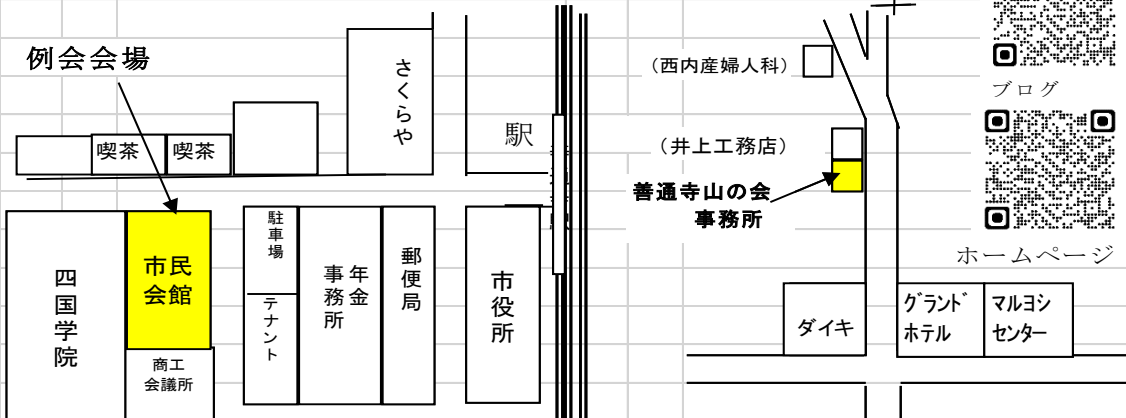 例会会場
さくらや
駅
喫茶
喫茶
四国学院
市民
会館
商工
会議所
駐車場
テナント
年金
事務所
郵便局
市役所
（西内産婦人科）
（井上工務店）
善通寺山の会
事務所
ブログ
ホームページ
ダイキ
グランド
ホテル
マルヨシ
センター